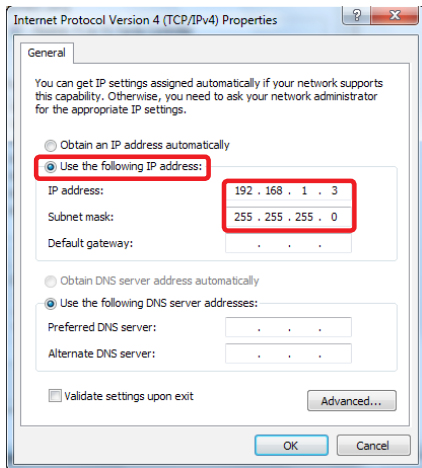 Internet Protocol Version 4 (TCP/IPv4) Properties
General
You can get IP settings assigned automatically if your network supports
this capability. Otherwise, you need to ask your network administrator
for the appropriate IP settings.
Obtain an IP address automatically
Use the following IP address:
IP address: 192 . 168 . 1 . 3
Subnet mask: 255 . 255 . 255 . 0
Default gateway: . . .
Obtain DNS server address automatically
Use the following DNS server addresses:
Preferred DNS server: . . .
Alternate DNS server: . . .
Validate settings upon exit
Advanced...
OK Cancel